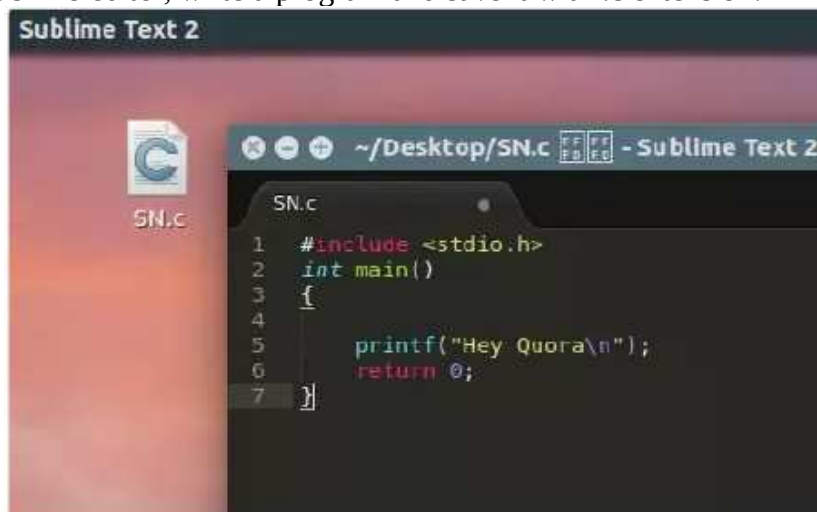 Sublime Text 2
~/Desktop/SN.c - Sublime Text 2
SN.c
SN.c
1 #include <stdio.h>
2 int main()
3 {
4
5 printf("Hey Quora\n");
6 return 0;
7 }